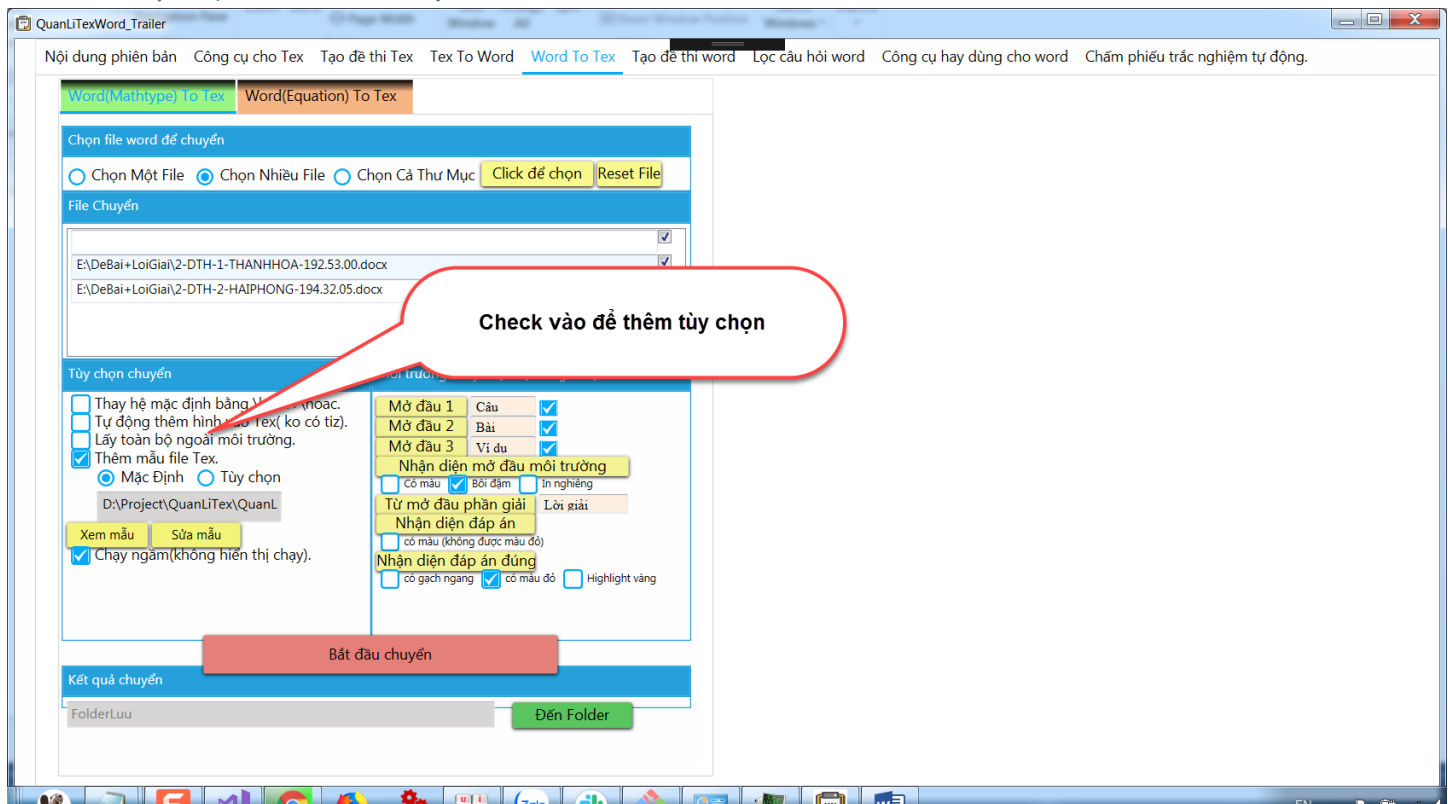 QuanLiTexWord_Trailer
Nội dung phiên bản Công cụ cho Tex Tạo đề thi Tex Tex To Word Word To Tex Tạo đề thi word Lọc câu hỏi word Công cụ hay dùng cho word Chấm phiếu trắc nghiệm tự động.
Word(Mathtype) To Tex Word(Equation) To Tex
Chọn file word để chuyển
Chọn Một File Chọn Nhiều File Chọn Cả Thư Mục Click để chọn Reset File
File Chuyển
E:\DeBai+LoiGiai\2-DTH-1-THANHHOA-192.53.00.docx
E:\DeBai+LoiGiai\2-DTH-2-HAIPHONG-194.32.05.docx
Check vào để thêm tùy chọn
Tùy chọn chuyển
Thay hệ mặc định bằng \hoac.
Tự động thêm hình Tex( ko có tiz).
Lấy toàn bộ ngoài môi trường.
Thêm mẫu file Tex.
Mặc Định Tùy chọn
D:\Project\QuanLiTex\QuanL
Xem mẫu Sửa mẫu
Chạy ngầm(không hiển thị chạy).
Mở đầu 1 Câu
Mở đầu 2 Bài
Mở đầu 3 Ví dụ
Nhận diện mở đầu môi trường
Có màu Bôi đậm In nghiêng
Từ mở đầu phần giải Lời giải
Nhận diện đáp án
có màu (không được màu đỏ)
Nhận diện đáp án đúng
có gạch ngang có màu đỏ Highlight vàng
Bắt đầu chuyển
Kết quả chuyển
FolderLuu Đến Folder
Zalo
EN